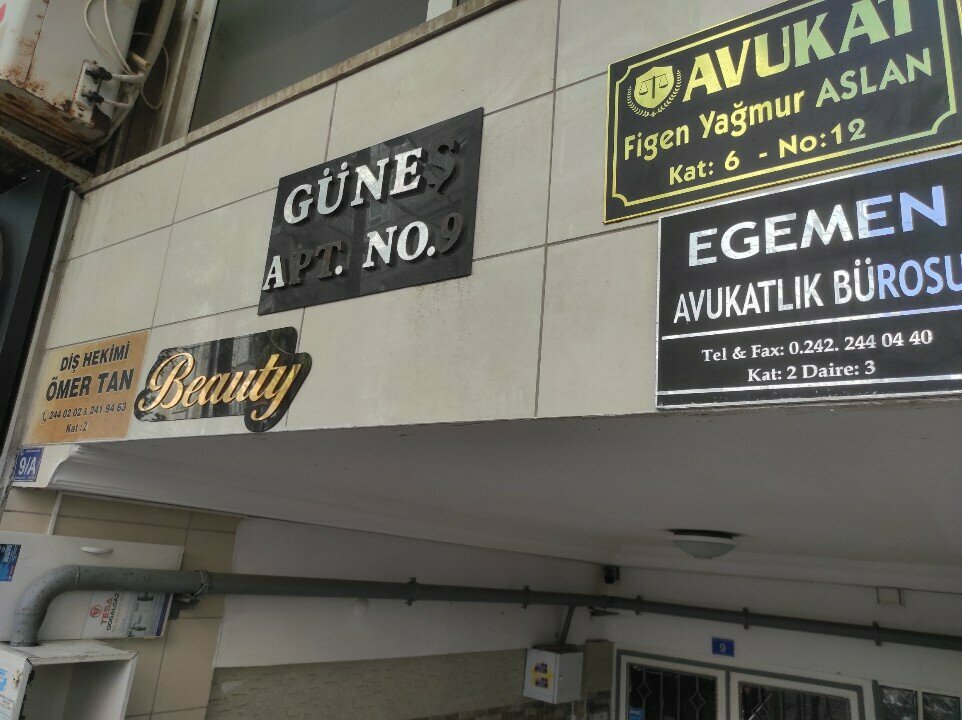 AVUKAT
Figen Yağmur ASLAN
Kat: 6 - No:12
GÜNEŞ
APT. NO.9
EGEMEN
AVUKATLIK BÜROSU
Tel & Fax: 0.242. 244 04 40
Kat: 2 Daire: 3
DİŞ HEKİMİ
ÖMER TAN
244 02 02 & 241 94 63
Kat : 2
Beauty
9/A
TESA
DOĞALGAZ
9